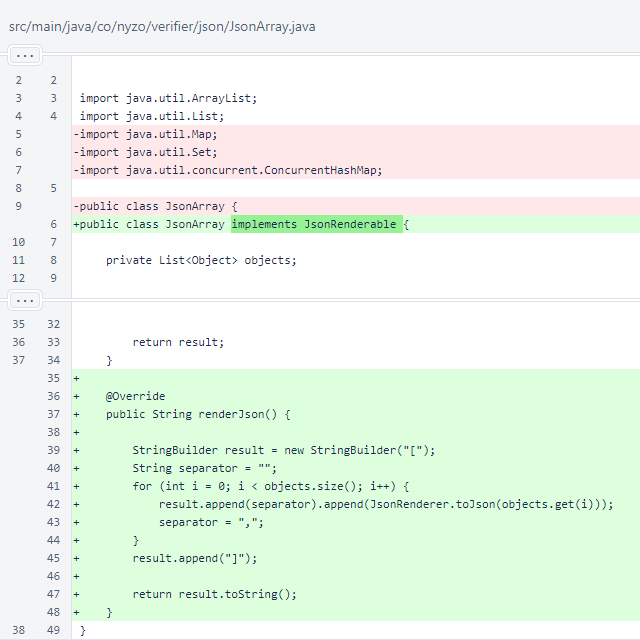 src/main/java/co/nyzo/verifier/json/JsonArray.java
...
2 2
3 3 import java.util.ArrayList;
4 4 import java.util.List;
5 -import java.util.Map;
6 -import java.util.Set;
7 -import java.util.concurrent.ConcurrentHashMap;
8 5
9 -public class JsonArray {
6 +public class JsonArray implements JsonRenderable {
10 7
11 8 private List<Object> objects;
12 9
...
35 32
36 33 return result;
37 34 }
35 +
36 + @Override
37 + public String renderJson() {
38 +
39 + StringBuilder result = new StringBuilder("[");
40 + String separator = "";
41 + for (int i = 0; i < objects.size(); i++) {
42 + result.append(separator).append(JsonRenderer.toJson(objects.get(i)));
43 + separator = ",";
44 + }
45 + result.append("]");
46 +
47 + return result.toString();
48 + }
38 49 }